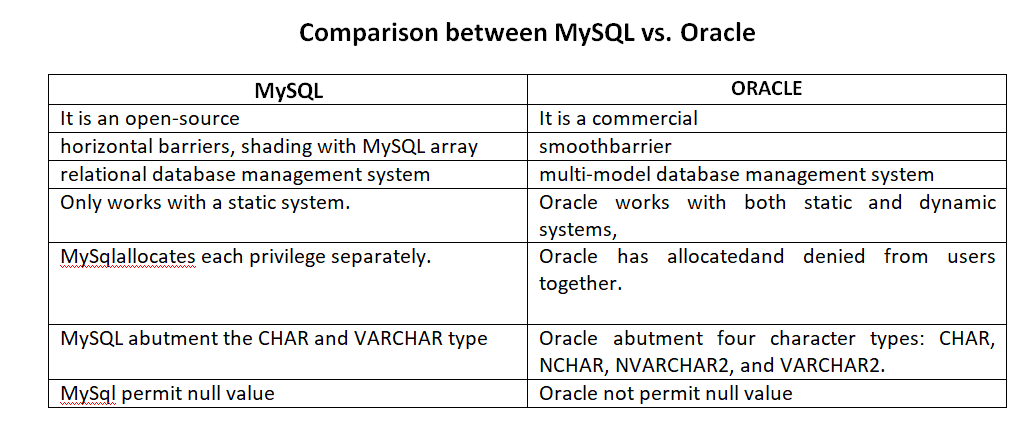 Comparison between MySQL vs. Oracle
MySQL
ORACLE
It is an open-source
It is a commercial
horizontal barriers, shading with MySQL array
smoothbarrier
relational database management system
multi-model database management system
Only works with a static system.
Oracle works with both static and dynamic
systems,
MySqlallocates each privilege separately.
Oracle has allocatedand denied from users
together.
MySQL abutment the CHAR and VARCHAR type
Oracle abutment four character types: CHAR,
NCHAR, NVARCHAR2, and VARCHAR2.
MySql permit null value
Oracle not permit null value